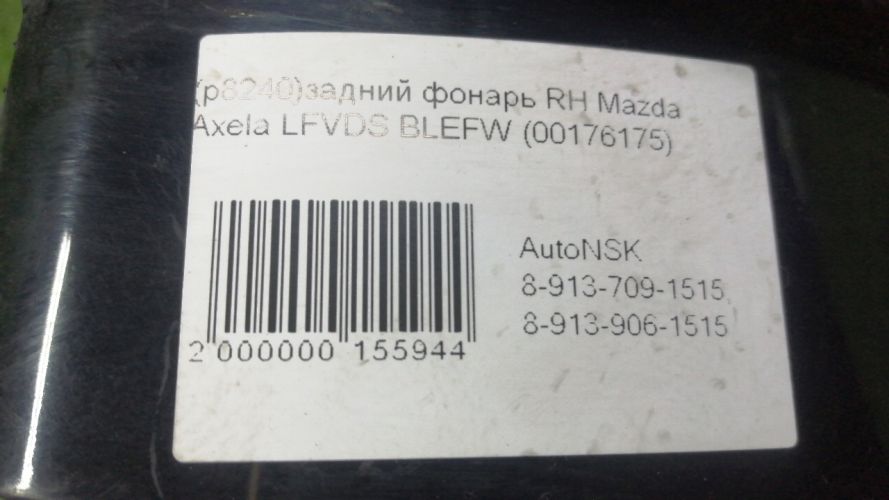 (р8240)задний фонарь RH Mazda
Axela LFVDS BLEFW (00176175)
AutoNSK
8-913-709-1515,
8-913-906-1515
2 000000 155944